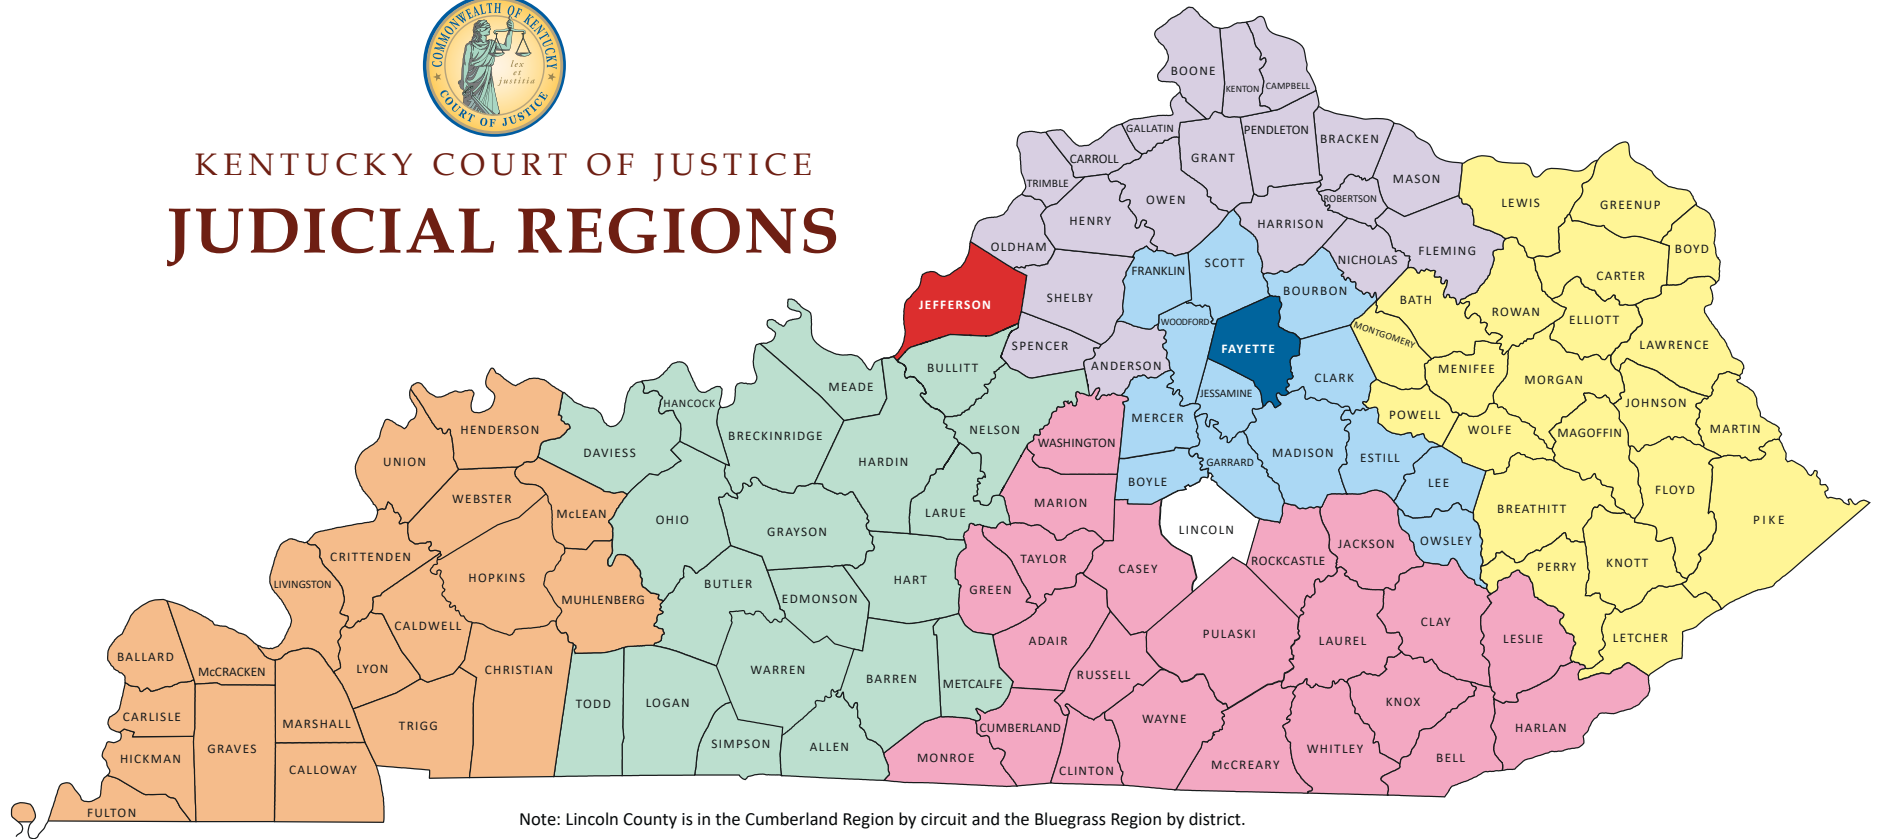 COMMONWEALTH OF KENTUCKY
lex
et
justitia
COURT OF JUSTICE
KENTUCKY COURT OF JUSTICE
JUDICIAL REGIONS
BOONE
KENTON
CAMPBELL
GALLATIN
PENDLETON
BRACKEN
CARROLL
GRANT
MASON
TRIMBLE
OWEN
ROBERTSON
LEWIS
GREENUP
HENRY
HARRISON
OLDHAM
FLEMING
BOYD
NICHOLAS
FRANKLIN
SCOTT
CARTER
JEFFERSON
SHELBY
BOURBON
BATH
ROWAN
ELLIOTT
WOODFORD
MONTGOMERY
LAWRENCE
SPENCER
FAYETTE
ANDERSON
BULLITT
CLARK
MENIFEE
MORGAN
MEADE
JESSAMINE
HANCOCK
JOHNSON
MERCER
POWELL
HENDERSON
BRECKINRIDGE
NELSON
WASHINGTON
WOLFE
MAGOFFIN
MARTIN
DAVIESS
UNION
HARDIN
GARRARD
MADISON
ESTILL
LEE
BOYLE
WEBSTER
MARION
FLOYD
McLEAN
OHIO
LARUE
BREATHITT
PIKE
GRAYSON
LINCOLN
OWSLEY
JACKSON
CRITTENDEN
TAYLOR
ROCKCASTLE
CASEY
PERRY
KNOTT
LIVINGSTON
HOPKINS
BUTLER
HART
GREEN
MUHLENBERG
EDMONSON
CALDWELL
CLAY
PULASKI
LAUREL
LESLIE
LETCHER
ADAIR
BALLARD
McCRACKEN
LYON
CHRISTIAN
WARREN
BARREN
METCALFE
RUSSELL
TODD
LOGAN
KNOX
CARLISLE
MARSHALL
TRIGG
WAYNE
CUMBERLAND
HARLAN
HICKMAN
GRAVES
SIMPSON
ALLEN
MONROE
WHITLEY
BELL
CALLOWAY
CLINTON
McCREARY
FULTON
Note: Lincoln County is in the Cumberland Region by circuit and the Bluegrass Region by district.